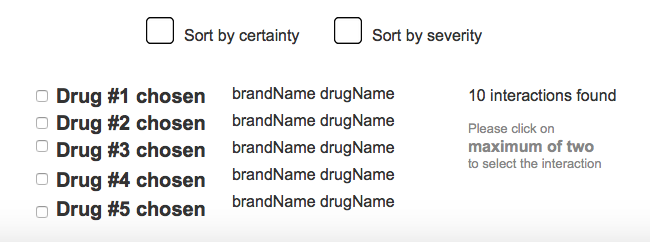 Sort by certainty Sort by severity
Drug #1 chosen brandName drugName 10 interactions found
Drug #2 chosen brandName drugName Please click on
Drug #3 chosen brandName drugName maximum of two
to select the interaction
Drug #4 chosen brandName drugName
Drug #5 chosen brandName drugName